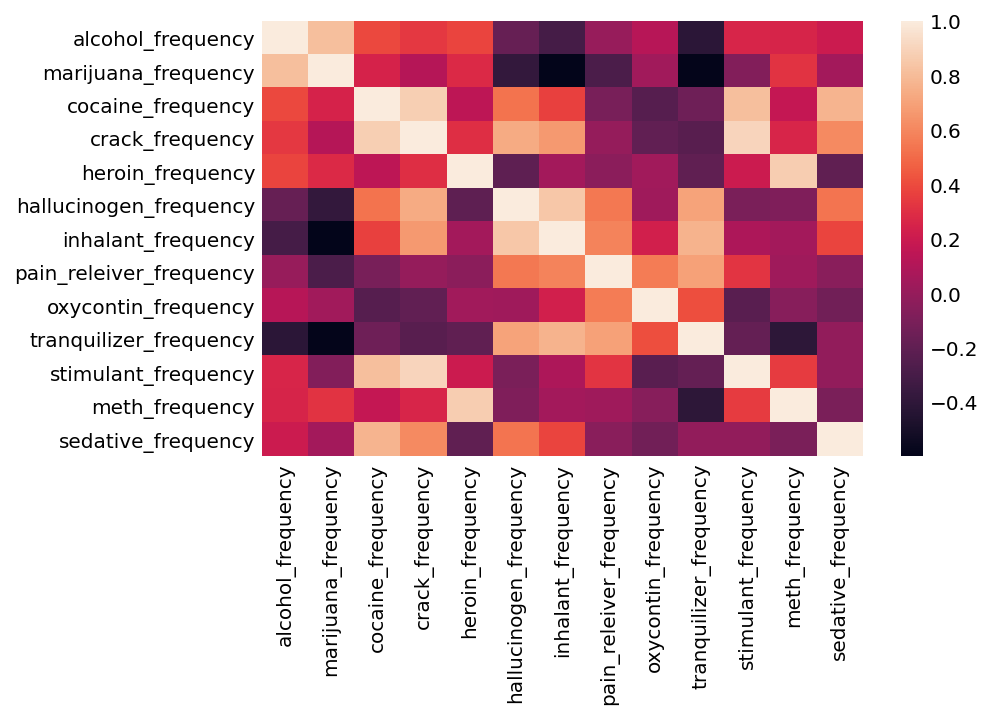 alcohol_frequency
marijuana_frequency
cocaine_frequency
crack_frequency
heroin_frequency
hallucinogen_frequency
inhalant_frequency
pain_releiver_frequency
oxycontin_frequency
tranquilizer_frequency
stimulant_frequency
meth_frequency
sedative_frequency
alcohol_frequency
marijuana_frequency
cocaine_frequency
crack_frequency
heroin_frequency
hallucinogen_frequency
inhalant_frequency
pain_releiver_frequency
oxycontin_frequency
tranquilizer_frequency
stimulant_frequency
meth_frequency
sedative_frequency
1.0
0.8
0.6
0.4
0.2
0.0
−0.2
−0.4